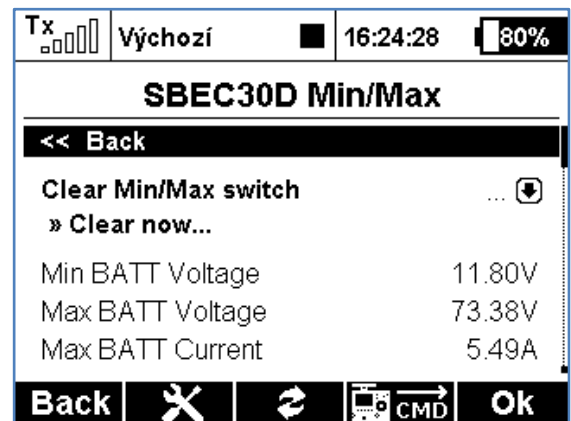 Tx Výchozí 16:24:28 80%
SBEC30D Min/Max
<< Back
Clear Min/Max switch ...
» Clear now...
Min BATT Voltage 11.80V
Max BATT Voltage 73.38V
Max BATT Current 5.49A
Back CMD Ok